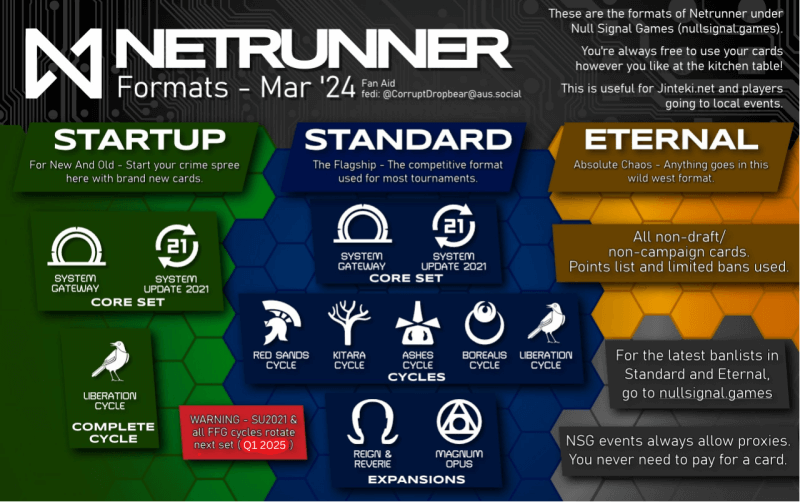 NETRUNNER
Formats - Mar '24
Fan Aid
fedi: @CorruptDropbear@aus.social
These are the formats of Netrunner under
Null Signal Games (nullsignal.games).
You're always free to use your cards
however you like at the kitchen table!
This is useful for Jinteki.net and players
going to local events.
STARTUP
For New And Old - Start your crime spree
here with brand new cards.
SYSTEM
GATEWAY
21
SYSTEM
UPDATE 2021
CORE SET
LIBERATION
CYCLE
COMPLETE
CYCLE
STANDARD
The Flagship - The competitive format
used for most tournaments.
SYSTEM
GATEWAY
21
SYSTEM
UPDATE 2021
CORE SET
RED SANDS
CYCLE
KITARA
CYCLE
ASHES
CYCLE
BOREALIS
CYCLE
LIBERATION
CYCLE
CYCLES
WARNING - SU2021 &
all FFG cycles rotate
next set ( Q1 2025 )
REIGN &
REVERIE
MAGNUM
OPUS
EXPANSIONS
ETERNAL
Absolute Chaos - Anything goes in this
wild west format.
All non-draft/
non-campaign cards.
Points list and limited bans used.
For the latest banlists in
Standard and Eternal,
go to nullsignal.games
NSG events always allow proxies.
You never need to pay for a card.